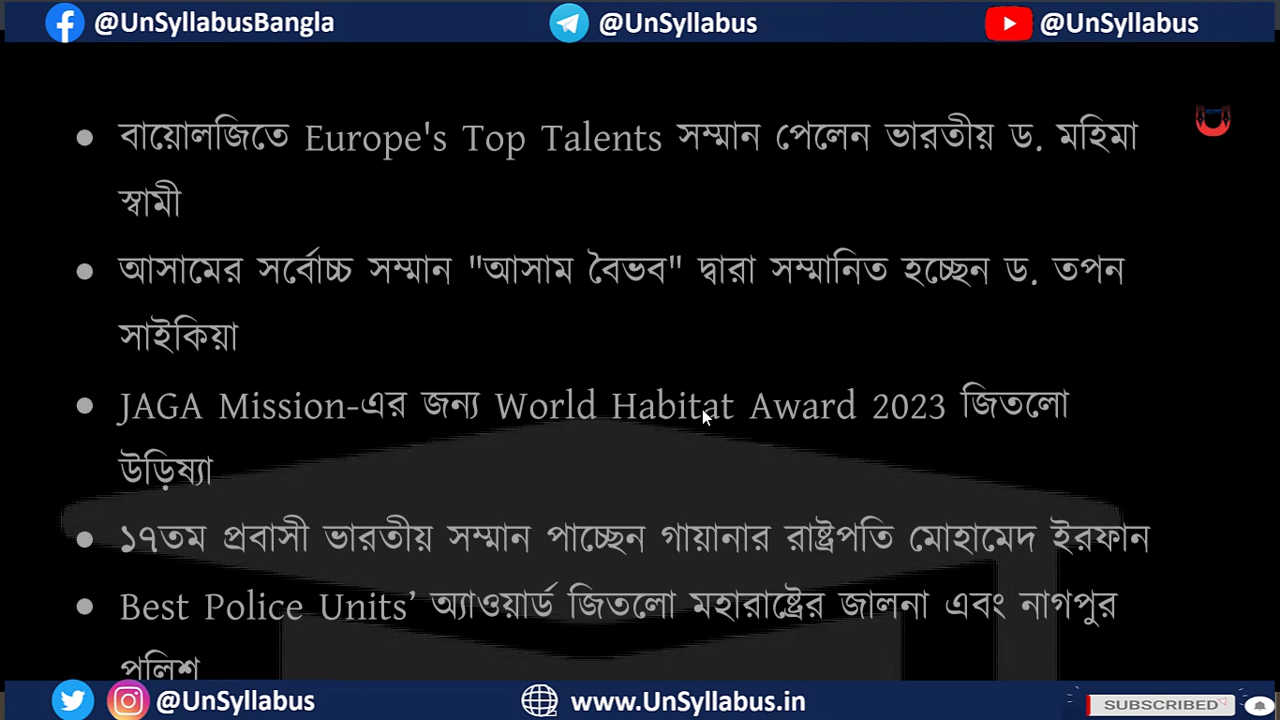 @UnSyllabusBangla @UnSyllabus @UnSyllabus
● বায়োলজিতে Europe's Top Talents সম্মান পেলেন ভারতীয় ড. মহিমা
স্বামী
● আসামের সর্বোচ্চ সম্মান "আসাম বৈভব" দ্বারা সম্মানিত হচ্ছেন ড. তপন
সাইকিয়া
● JAGA Mission-এর জন্য World Habitat Award 2023 জিতলো
উড়িষ্যা
● ১৭তম প্রবাসী ভারতীয় সম্মান পাচ্ছেন গায়ানার রাষ্ট্রপতি মোহামেদ ইরফান
● Best Police Units’ অ্যাওয়ার্ড জিতলো মহারাষ্ট্রের জালনা এবং নাগপুর
পুলিশ
@UnSyllabus www.UnSyllabus.in SUBSCRIBED